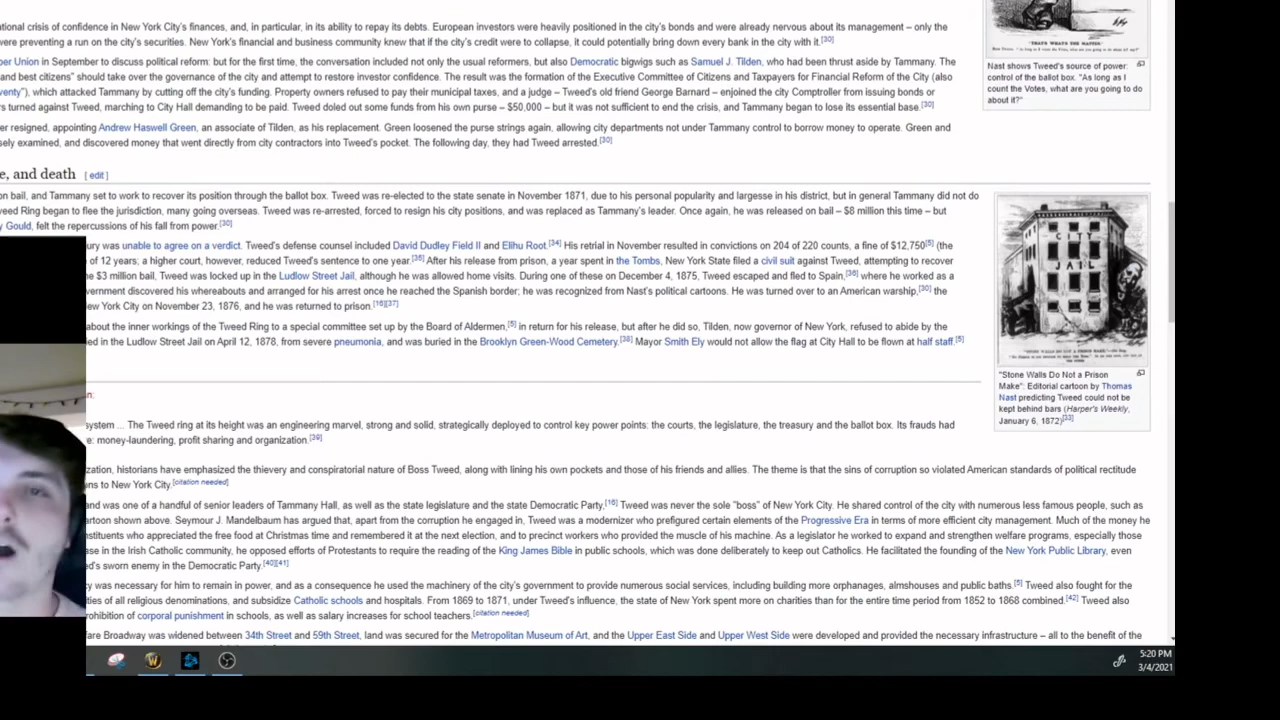 tional crisis of confidence in New York City's finances, and, in particular, in its ability to repay its debts. European investors were heavily positioned in the city's bonds and were already nervous about its management – only the
were preventing a run on the city's securities. New York's financial and business community knew that if the city's credit were to collapse, it could potentially bring down every bank in the city with it.[30]
per Union in September to discuss political reform: but for the first time, the conversation included not only the usual reformers, but also Democratic bigwigs such as Samuel J. Tilden, who had been thrust aside by Tammany. The
and best citizens" should take over the governance of the city and attempt to restore investor confidence. The result was the formation of the Executive Committee of Citizens and Taxpayers for Financial Reform of the City (also
venty"), which attacked Tammany by cutting off the city's funding. Property owners refused to pay their municipal taxes, and a judge – Tweed's old friend George Barnard – enjoined the city Comptroller from issuing bonds or
rs turned against Tweed, marching to City Hall demanding to be paid. Tweed doled out some funds from his own purse – $50,000 – but it was not sufficient to end the crisis, and Tammany began to lose its essential base.[30]
er resigned, appointing Andrew Haswell Green, an associate of Tilden, as his replacement. Green loosened the purse strings again, allowing city departments not under Tammany control to borrow money to operate. Green and
sely examined, and discovered money that went directly from city contractors into Tweed's pocket. The following day, they had Tweed arrested.[30]
"THAT'S WHAT'S THE MATTER."
Nast shows Tweed's source of power:
control of the ballot box. "As long as I
count the Votes, what are you going to do
about it?"
e, and death [ edit ]
on bail, and Tammany set to work to recover its position through the ballot box. Tweed was re-elected to the state senate in November 1871, due to his personal popularity and largesse in his district, but in general Tammany did not do
weed Ring began to flee the jurisdiction, many going overseas. Tweed was re-arrested, forced to resign his city positions, and was replaced as Tammany's leader. Once again, he was released on bail – $8 million this time – but
y Gould, felt the repercussions of his fall from power.[30]
ury was unable to agree on a verdict. Tweed's defense counsel included David Dudley Field II and Elihu Root.[34] His retrial in November resulted in convictions on 204 of 220 counts, a fine of $12,750[5] (the
of 12 years; a higher court, however, reduced Tweed's sentence to one year.[35] After his release from prison, a year spent in the Tombs, New York State filed a civil suit against Tweed, attempting to recover
he $3 million bail, Tweed was locked up in the Ludlow Street Jail, although he was allowed home visits. During one of these on December 4, 1875, Tweed escaped and fled to Spain,[36] where he worked as a
vernment discovered his whereabouts and arranged for his arrest once he reached the Spanish border; he was recognized from Nast's political cartoons. He was turned over to an American warship,[30] the
ew York City on November 23, 1876, and he was returned to prison.[16][37]
about the inner workings of the Tweed Ring to a special committee set up by the Board of Aldermen,[5] in return for his release, but after he did so, Tilden, now governor of New York, refused to abide by the
ied in the Ludlow Street Jail on April 12, 1878, from severe pneumonia, and was buried in the Brooklyn Green-Wood Cemetery.[38] Mayor Smith Ely would not allow the flag at City Hall to be flown at half staff.[5]
CITY
JAIL
"Stone Walls Do Not a Prison
Make": Editorial cartoon by Thomas
Nast predicting Tweed could not be
kept behind bars (Harper's Weekly,
January 6, 1872)[33]
n:
system ... The Tweed ring at its height was an engineering marvel, strong and solid, strategically deployed to control key power points: the courts, the legislature, the treasury and the ballot box. Its frauds had
e: money-laundering, profit sharing and organization.[39]
zation, historians have emphasized the thievery and conspiratorial nature of Boss Tweed, along with lining his own pockets and those of his friends and allies. The theme is that the sins of corruption so violated American standards of political rectitude
ns to New York City.[citation needed]
and was one of a handful of senior leaders of Tammany Hall, as well as the state legislature and the state Democratic Party,[16] Tweed was never the sole "boss" of New York City. He shared control of the city with numerous less famous people, such as
artoon shown above. Seymour J. Mandelbaum has argued that, apart from the corruption he engaged in, Tweed was a modernizer who prefigured certain elements of the Progressive Era in terms of more efficient city management. Much of the money he
stituents who appreciated the free food at Christmas time and remembered it at the next election, and to precinct workers who provided the muscle of his machine. As a legislator he worked to expand and strengthen welfare programs, especially those
ase in the Irish Catholic community, he opposed efforts of Protestants to require the reading of the King James Bible in public schools, which was done deliberately to keep out Catholics. He facilitated the founding of the New York Public Library, even
d's sworn enemy in the Democratic Party.[40][41]
cy was necessary for him to remain in power, and as a consequence he used the machinery of the city's government to provide numerous social services, including building more orphanages, almshouses and public baths.[5] Tweed also fought for the
ities of all religious denominations, and subsidize Catholic schools and hospitals. From 1869 to 1871, under Tweed's influence, the state of New York spent more on charities than for the entire time period from 1852 to 1868 combined.[42] Tweed also
rohibition of corporal punishment in schools, as well as salary increases for school teachers.[citation needed]
fare Broadway was widened between 34th Street and 59th Street, land was secured for the Metropolitan Museum of Art, and the Upper East Side and Upper West Side were developed and provided the necessary infrastructure – all to the benefit of the
5:20 PM
3/4/2021